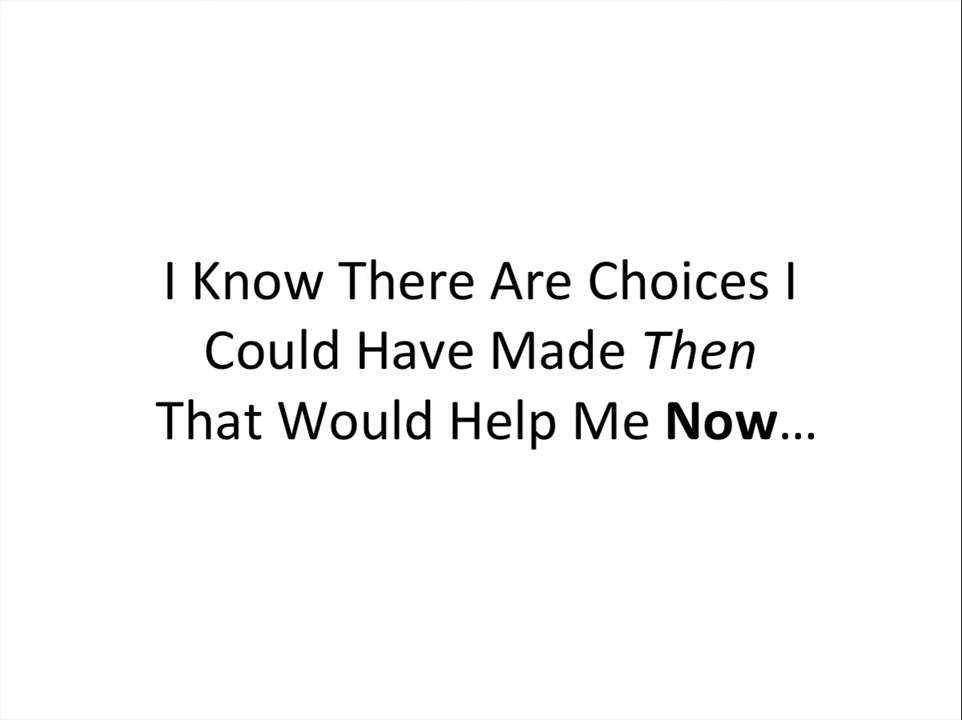 I Know There Are Choices I
Could Have Made Then
That Would Help Me Now...